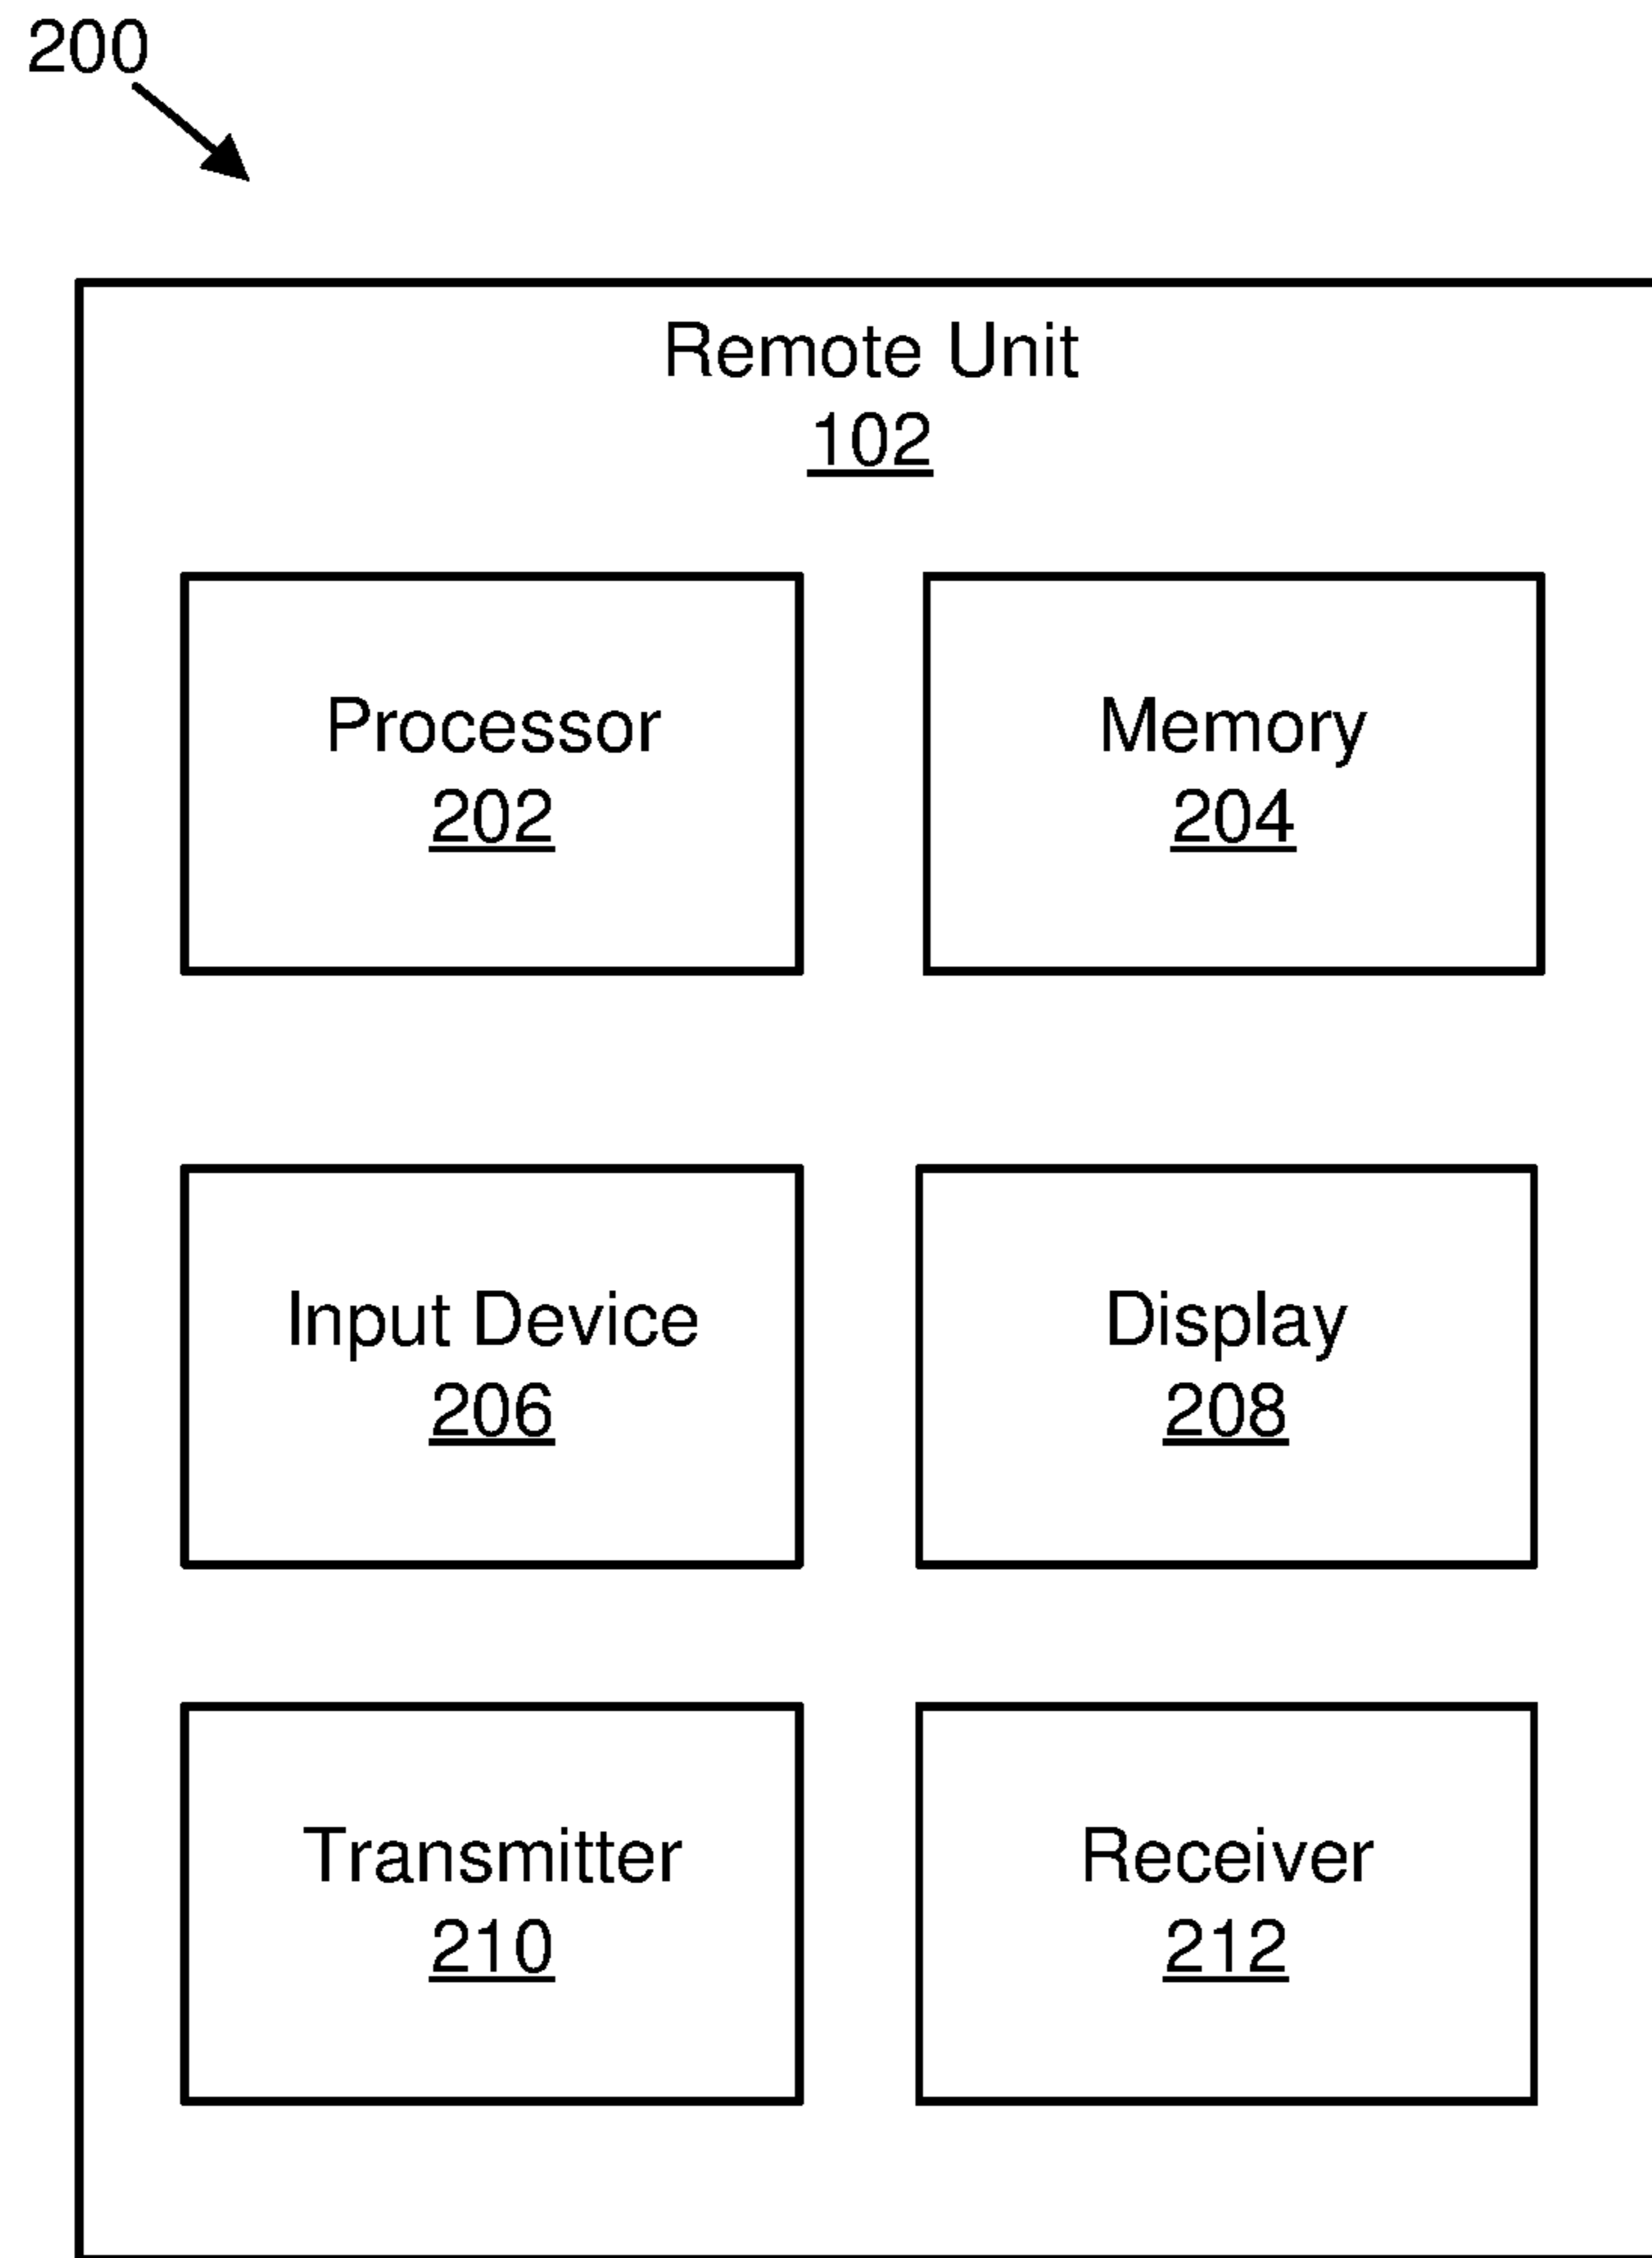 200
Remote Unit
102
Processor
202
Memory
204
Input Device
206
Display
208
Transmitter
210
Receiver
212